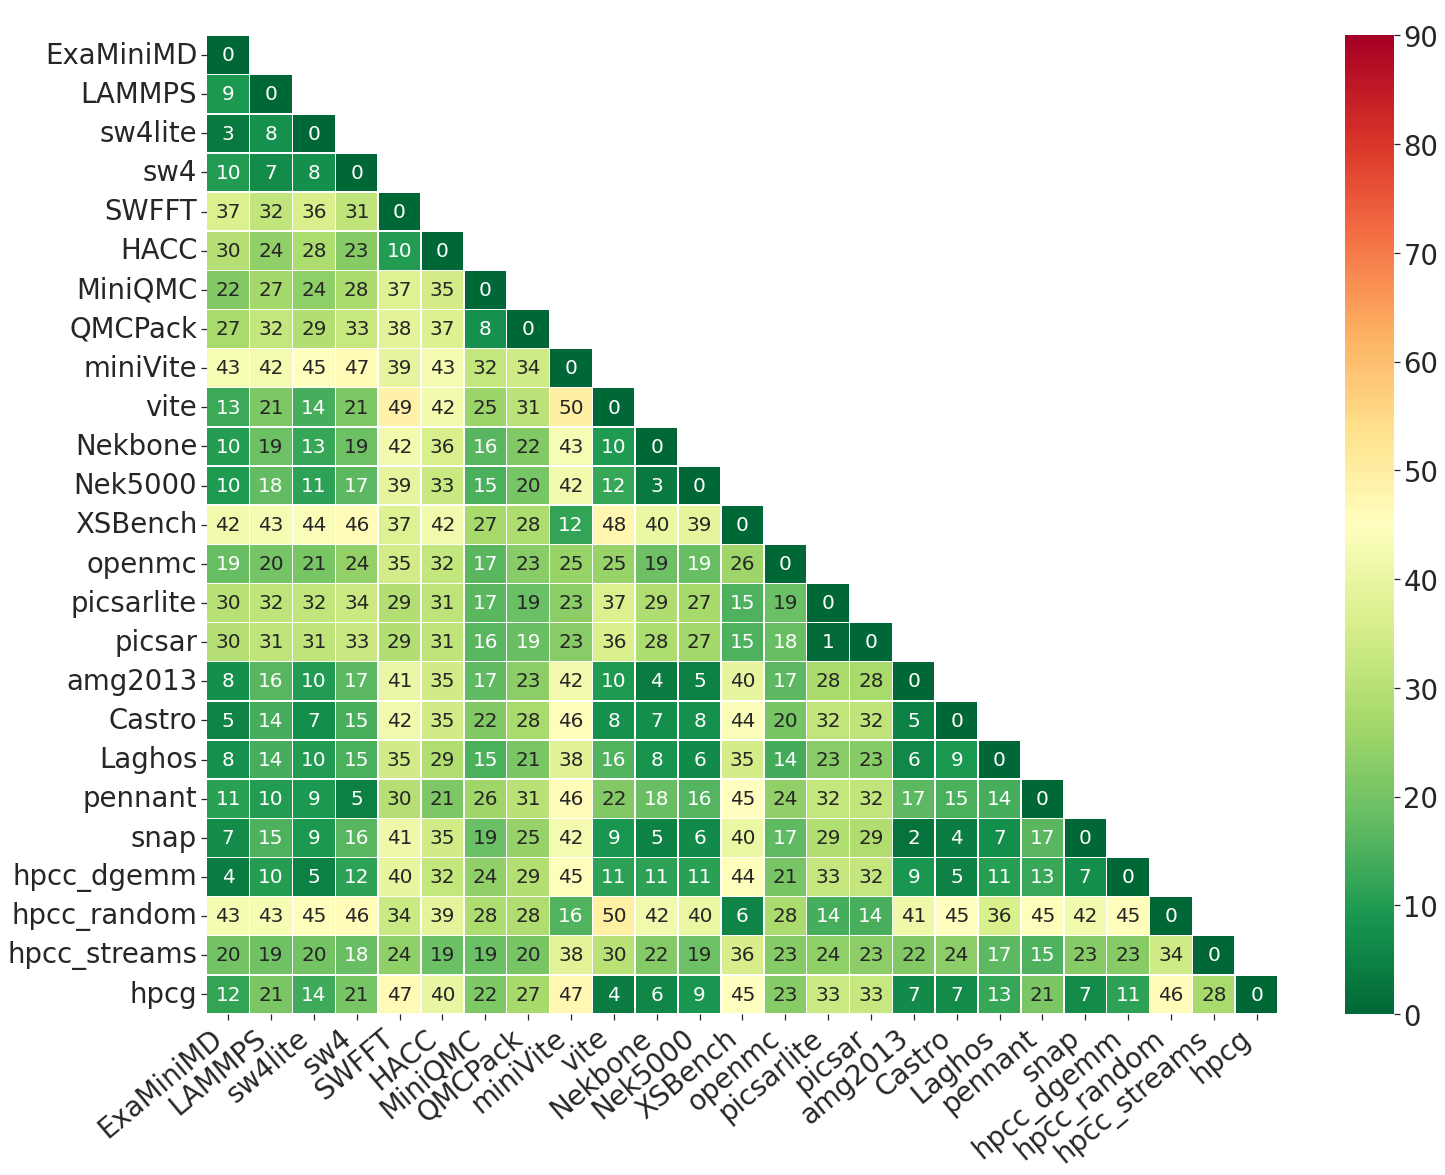 ExaMiniMD 0
LAMMPS 9 0
sw4lite 3 8 0
sw4 10 7 8 0
SWFFT 37 32 36 31 0
HACC 30 24 28 23 10 0
MiniQMC 22 27 24 28 37 35 0
QMCPack 27 32 29 33 38 37 8 0
miniVite 43 42 45 47 39 43 32 34 0
vite 13 21 14 21 49 42 25 31 50 0
Nekbone 10 19 13 19 42 36 16 22 43 10 0
Nek5000 10 18 11 17 39 33 15 20 42 12 3 0
XSBench 42 43 44 46 37 42 27 28 12 48 40 39 0
openmc 19 20 21 24 35 32 17 23 25 25 19 19 26 0
picsarlite 30 32 32 34 29 31 17 19 23 37 29 27 15 19 0
picsar 30 31 31 33 29 31 16 19 23 36 28 27 15 18 1 0
amg2013 8 16 10 17 41 35 17 23 42 10 4 5 40 17 28 28 0
Castro 5 14 7 15 42 35 22 28 46 8 7 8 44 20 32 32 5 0
Laghos 8 14 10 15 35 29 15 21 38 16 8 6 35 14 23 23 6 9 0
pennant 11 10 9 5 30 21 26 31 46 22 18 16 45 24 32 32 17 15 14 0
snap 7 15 9 16 41 35 19 25 42 9 5 6 40 17 29 29 2 4 7 17 0
hpcc_dgemm 4 10 5 12 40 32 24 29 45 11 11 11 44 21 33 32 9 5 11 13 7 0
hpcc_random 43 43 45 46 34 39 28 28 16 50 42 40 6 28 14 14 41 45 36 45 42 45 0
hpcc_streams 20 19 20 18 24 19 19 20 38 30 22 19 36 23 24 23 22 24 17 15 23 23 34 0
hpcg 12 21 14 21 47 40 22 27 47 4 6 9 45 23 33 33 7 7 13 21 7 11 46 28 0
ExaMiniMD
LAMMPS
sw4lite
sw4
SWFFT
HACC
MiniQMC
QMCPack
miniVite
vite
Nekbone
Nek5000
XSBench
openmc
picsarlite
picsar
amg2013
Castro
Laghos
pennant
snap
hpcc_dgemm
hpcc_random
hpcc_streams
hpcg
90
80
70
60
50
40
30
20
10
0